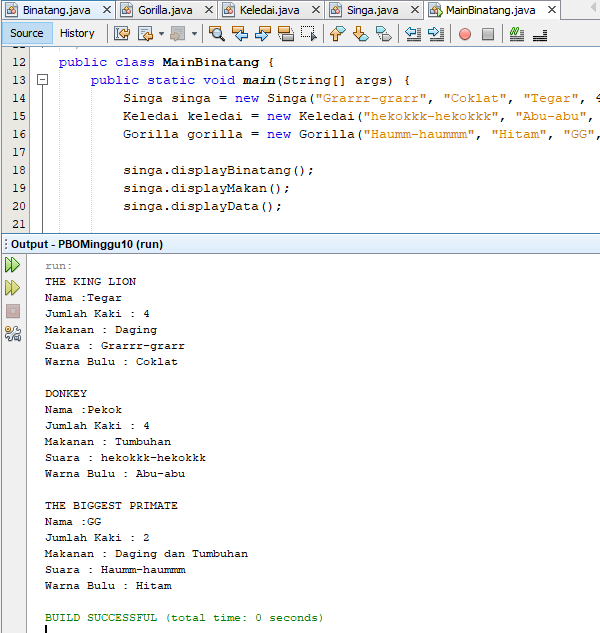 Binatang.java Gorilla.java Keledai.java Singa.java MainBinatang.java
Source History
12 public class MainBinatang {
13 public static void main(String[] args) {
14 Singa singa = new Singa("Grarrr-grarr", "Coklat", "Tegar", 4
15 Keledai keledai = new Keledai("hekokkk-hekokkk", "Abu-abu",
16 Gorilla gorilla = new Gorilla("Haumm-haummm", "Hitam", "GG",
17
18 singa.displayBinatang();
19 singa.displayMakan();
20 singa.displayData();
21
Output - PBOMinggu10 (run)
run:
THE KING LION
Nama :Tegar
Jumlah Kaki : 4
Makanan : Daging
Suara : Grarrr-grarr
Warna Bulu : Coklat
DONKEY
Nama :Pekok
Jumlah Kaki : 4
Makanan : Tumbuhan
Suara : hekokkk-hekokkk
Warna Bulu : Abu-abu
THE BIGGEST PRIMATE
Nama :GG
Jumlah Kaki : 2
Makanan : Daging dan Tumbuhan
Suara : Haumm-haummm
Warna Bulu : Hitam
BUILD SUCCESSFUL (total time: 0 seconds)